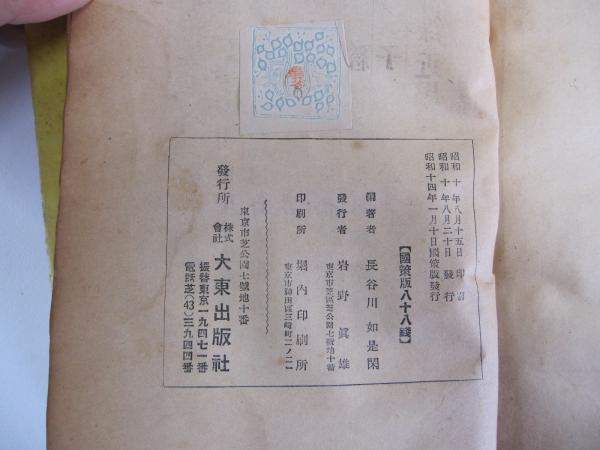 昭和十年八月十五日印刷
昭和十年八月二十日發行
昭和十四年一月十日國策版發行
【國策版八十八錢】
編著者 長谷川如是閑
東京市芝區芝公園七號地十番
發行者 岩野眞雄
東京市神田區三崎町二ノ二二
印刷所 堀內印刷所
東京市芝公園七號地十番
發行所 株式會社 大東出版社
振替東京一九四七一番
電話芝(43)三九四四番